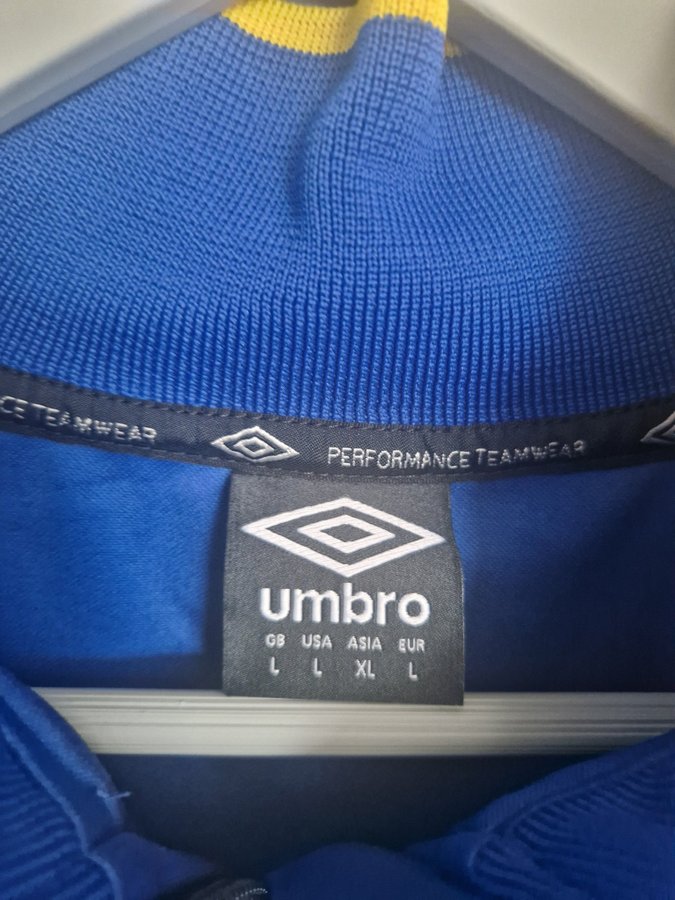 CE TEAMWEAR
PERFORMANCE TEAMWEAR
umbro
GB USA ASIA EUR
L L XL L